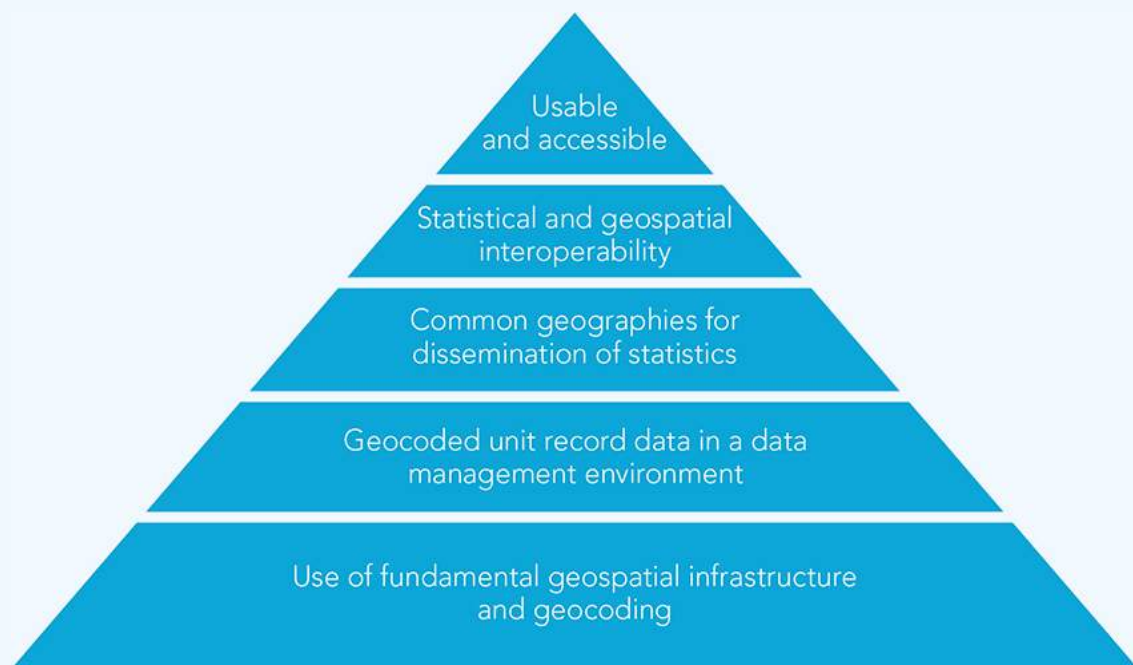 Usable
and accessible
Statistical and geospatial
interoperability
Common geographies for
dissemination of statistics
Geocoded unit record data in a data
management environment
Use of fundamental geospatial infrastructure
and geocoding